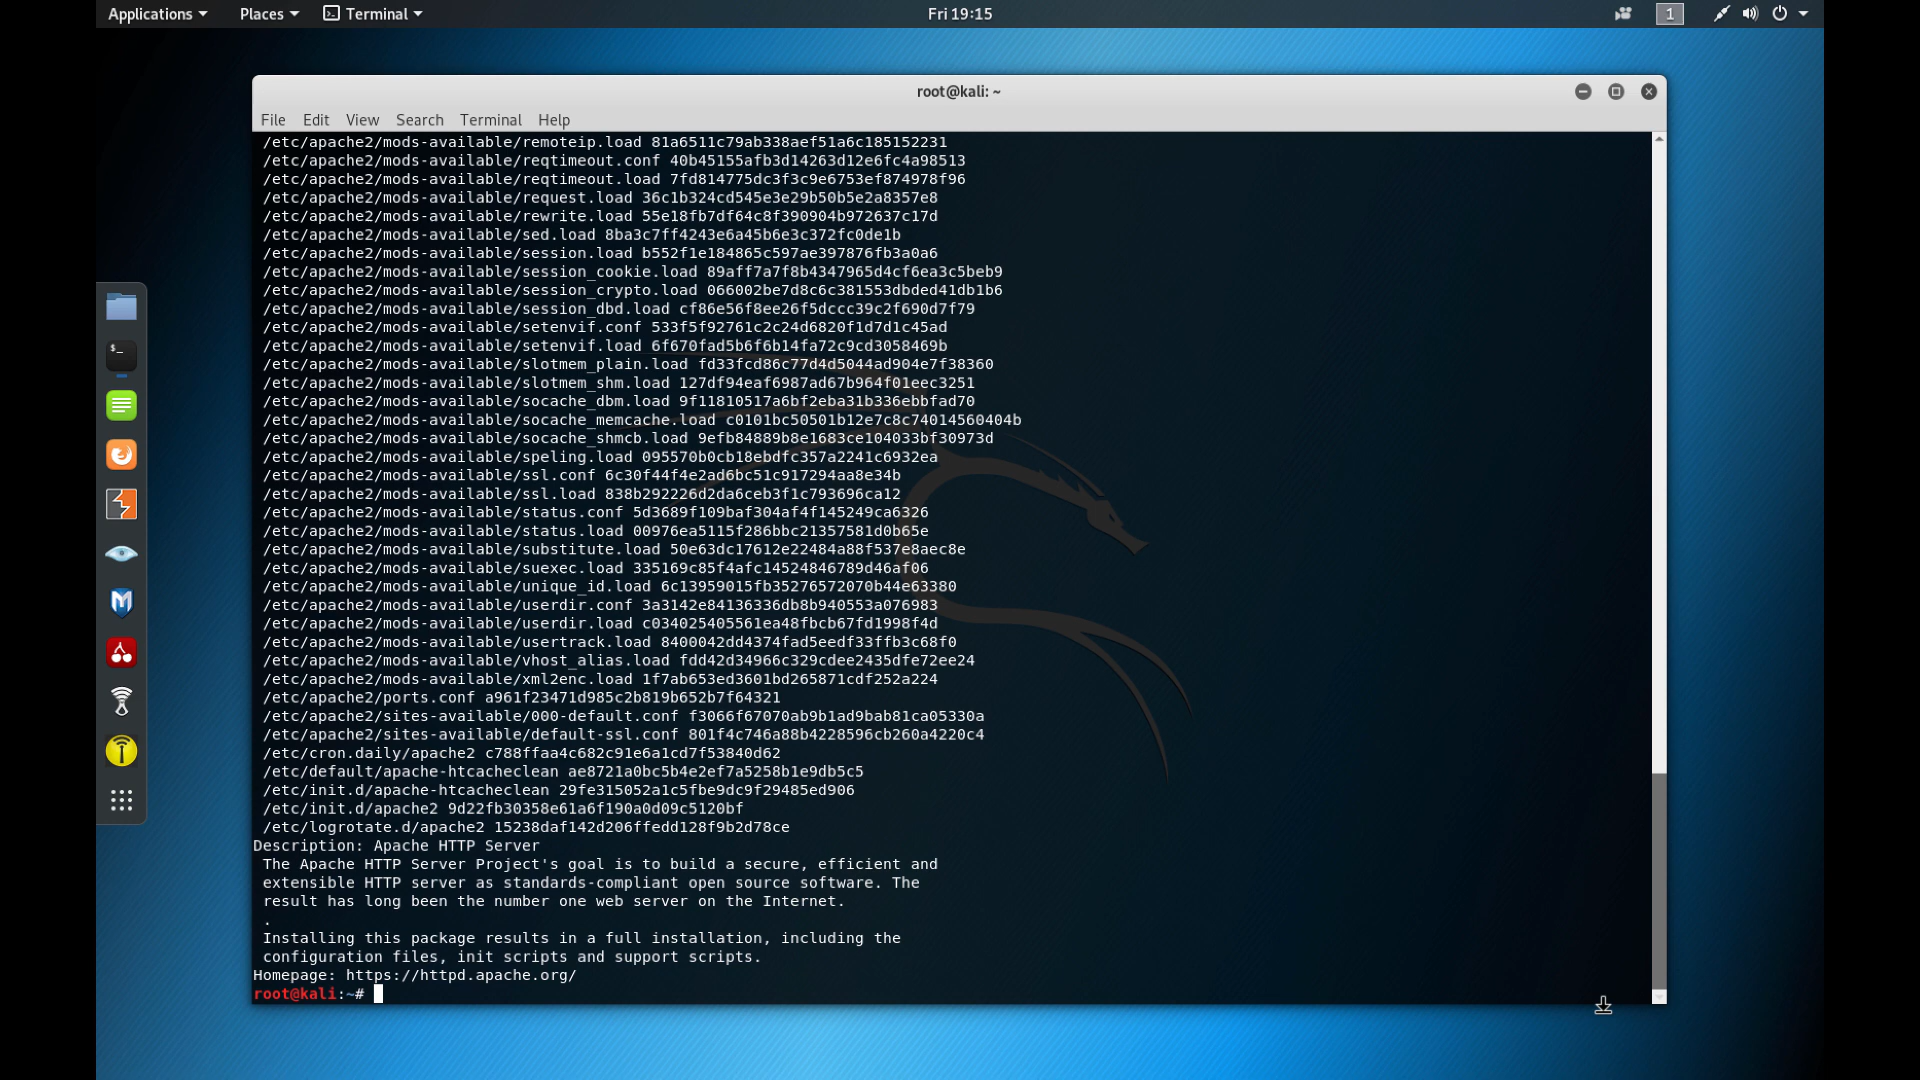 Applications Places Terminal Fri 19:15 1
root@kali: ~
File Edit View Search Terminal Help
/etc/apache2/mods-available/remoteip.load 81a6511c79ab338aef51a6c185152231
/etc/apache2/mods-available/reqtimeout.conf 40b45155afb3d14263d12e6fc4a98513
/etc/apache2/mods-available/reqtimeout.load 7fd814775dc3f3c9e6753ef874978f96
/etc/apache2/mods-available/request.load 36c1b324cd545e3e29b50b5e2a8357e8
/etc/apache2/mods-available/rewrite.load 55e18fb7df64c8f390904b972637c17d
/etc/apache2/mods-available/sed.load 8ba3c7ff4243e6a45b6e3c372fc0de1b
/etc/apache2/mods-available/session.load b552f1e184865c597ae397876fb3a0a6
/etc/apache2/mods-available/session_cookie.load 89aff7a7f8b4347965d4cf6ea3c5beb9
/etc/apache2/mods-available/session_crypto.load 066002be7d8c6c381553dbded41db1b6
/etc/apache2/mods-available/session_dbd.load cf86e56f8ee26f5dccc39c2f690d7f79
/etc/apache2/mods-available/setenvif.conf 533f5f92761c2c24d6820f1d7d1c45ad
/etc/apache2/mods-available/setenvif.load 6f670fad5b6f6b14fa72c9cd3058469b
/etc/apache2/mods-available/slotmem_plain.load fd33fcd86c77d4d5044ad904e7f38360
/etc/apache2/mods-available/slotmem_shm.load 127df94eaf6987ad67b964f01eec3251
/etc/apache2/mods-available/socache_dbm.load 9f11810517a6bf2eba31b336ebbfad70
/etc/apache2/mods-available/socache_memcache.load c0101bc50501b12e7c8c74014560404b
/etc/apache2/mods-available/socache_shmcb.load 9efb84889b8e1683ce104033bf30973d
/etc/apache2/mods-available/speling.load 095570b0cb18ebdfc357a2241c6932ea
/etc/apache2/mods-available/ssl.conf 6c30f44f4e2ad6bc51c917294aa8e34b
/etc/apache2/mods-available/ssl.load 838b292226d2da6ceb3f1c793696ca12
/etc/apache2/mods-available/status.conf 5d3689f109baf304af4f145249ca6326
/etc/apache2/mods-available/status.load 00976ea5115f286bbc21357581d0b65e
/etc/apache2/mods-available/substitute.load 50e63dc17612e22484a88f537e8aec8e
/etc/apache2/mods-available/suexec.load 335169c85f4afc14524846789d46af06
/etc/apache2/mods-available/unique_id.load 6c13959015fb35276572070b44e63380
/etc/apache2/mods-available/userdir.conf 3a3142e84136336db8b940553a076983
/etc/apache2/mods-available/userdir.load c034025405561ea48fbcb67fd1998f4d
/etc/apache2/mods-available/usertrack.load 8400042dd4374fad5eedf33ffb3c68f0
/etc/apache2/mods-available/vhost_alias.load fdd42d34966c329cdee2435dfe72ee24
/etc/apache2/mods-available/xml2enc.load 1f7ab653ed3601bd265871cdf252a224
/etc/apache2/ports.conf a961f23471d985c2b819b652b7f64321
/etc/apache2/sites-available/000-default.conf f3066f67070ab9b1ad9bab81ca05330a
/etc/apache2/sites-available/default-ssl.conf 801f4c746a88b4228596cb260a4220c4
/etc/cron.daily/apache2 c788ffaa4c682c91e6a1cd7f53840d62
/etc/default/apache-htcacheclean ae8721a0bc5b4e2ef7a5258b1e9db5c5
/etc/init.d/apache-htcacheclean 29fe315052a1c5fbe9dc9f29485ed906
/etc/init.d/apache2 9d22fb30358e61a6f190a0d09c5120bf
/etc/logrotate.d/apache2 15238daf142d206ffedd128f9b2d78ce
Description: Apache HTTP Server
The Apache HTTP Server Project's goal is to build a secure, efficient and
extensible HTTP server as standards-compliant open source software. The
result has long been the number one web server on the Internet.
.
Installing this package results in a full installation, including the
configuration files, init scripts and support scripts.
Homepage: https://httpd.apache.org/
root@kali:~#